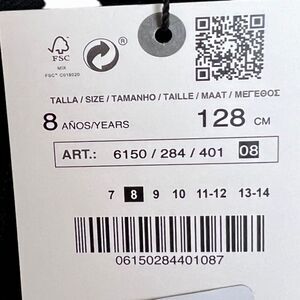 FSC
MIX
FSC™ C018020
®
TALLA / SIZE / TAMANHO / TAILLE / MAAT / ΜΕΓΕΘΟΣ
8 AÑOS/YEARS 128 CM
ART.: 6150 / 284 / 401 08
7 8 9 10 11-12 13-14
06150284401087